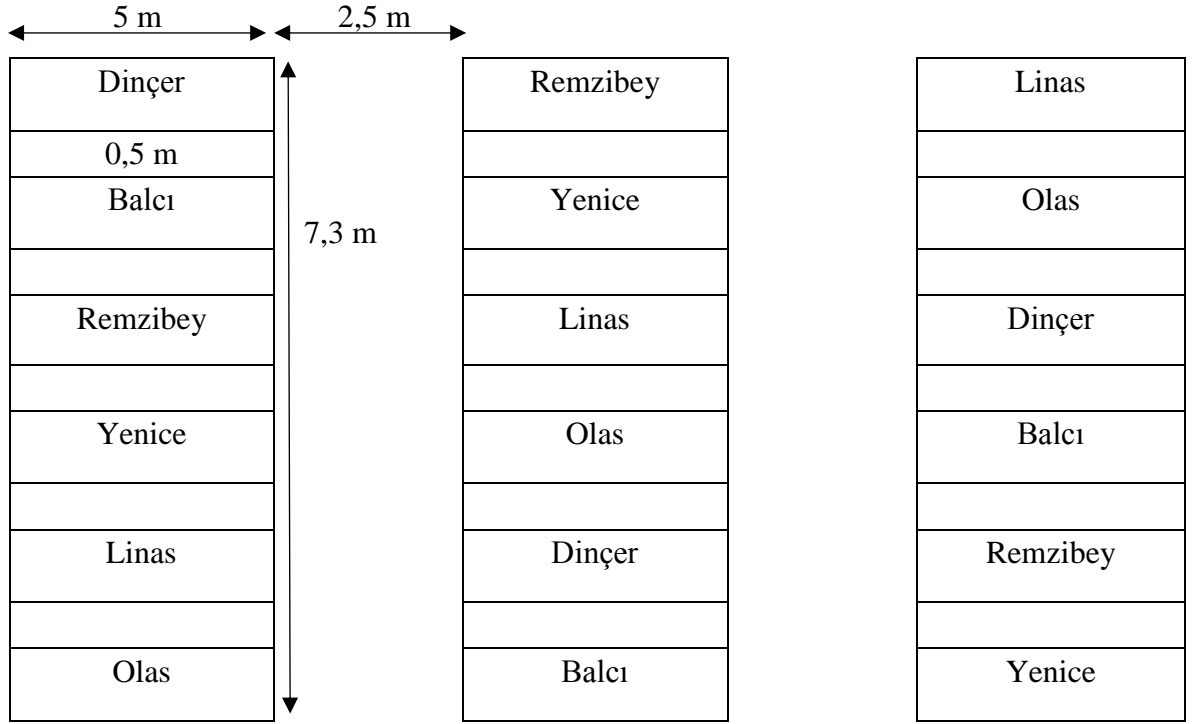 5 m
2,5 m
Dinçer
Remzibey
Linas
0,5 m
Balcı
Yenice
Olas
7,3 m
Remzibey
Linas
Dinçer
Yenice
Olas
Balcı
Linas
Dinçer
Remzibey
Olas
Balcı
Yenice